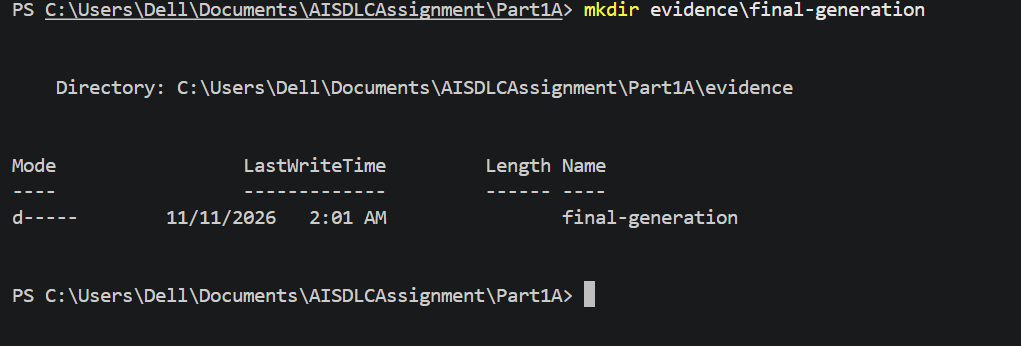 PS C:\Users\Dell\Documents\AISDLCAssignment\Part1A> mkdir evidence\final-generation
Directory: C:\Users\Dell\Documents\AISDLCAssignment\Part1A\evidence
Mode                 LastWriteTime         Length Name
----                 -------------         ------ ----
d-----        11/11/2026   2:01 AM                final-generation
PS C:\Users\Dell\Documents\AISDLCAssignment\Part1A>